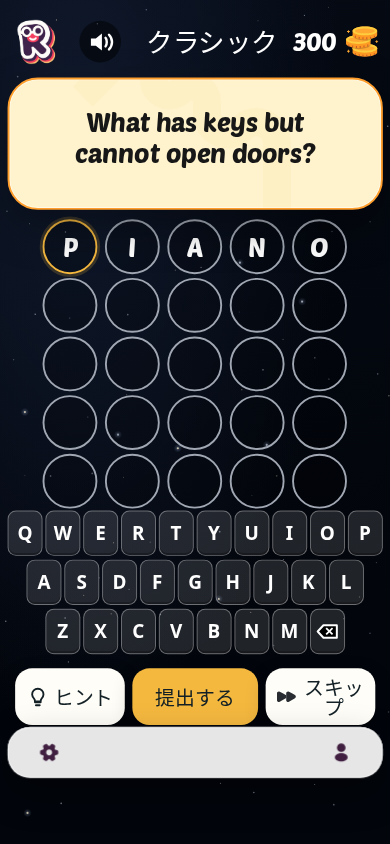 クラシック 300
What has keys but
cannot open doors?
P I A N O
Q W E R T Y U I O P
A S D F G H J K L
Z X C V B N M
ヒント 提出する スキッ
プ